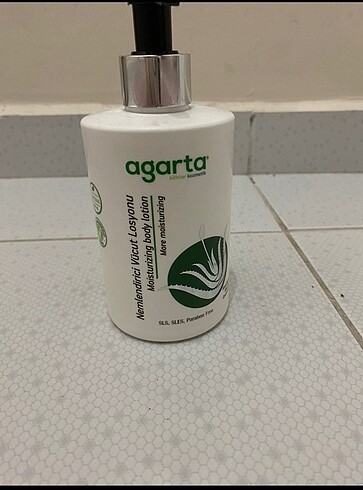 agarta
Nemlendirici Vücut Losyonu
Moisturizing body lotion
More moisturizing
SLS, SLES, Paraben Free